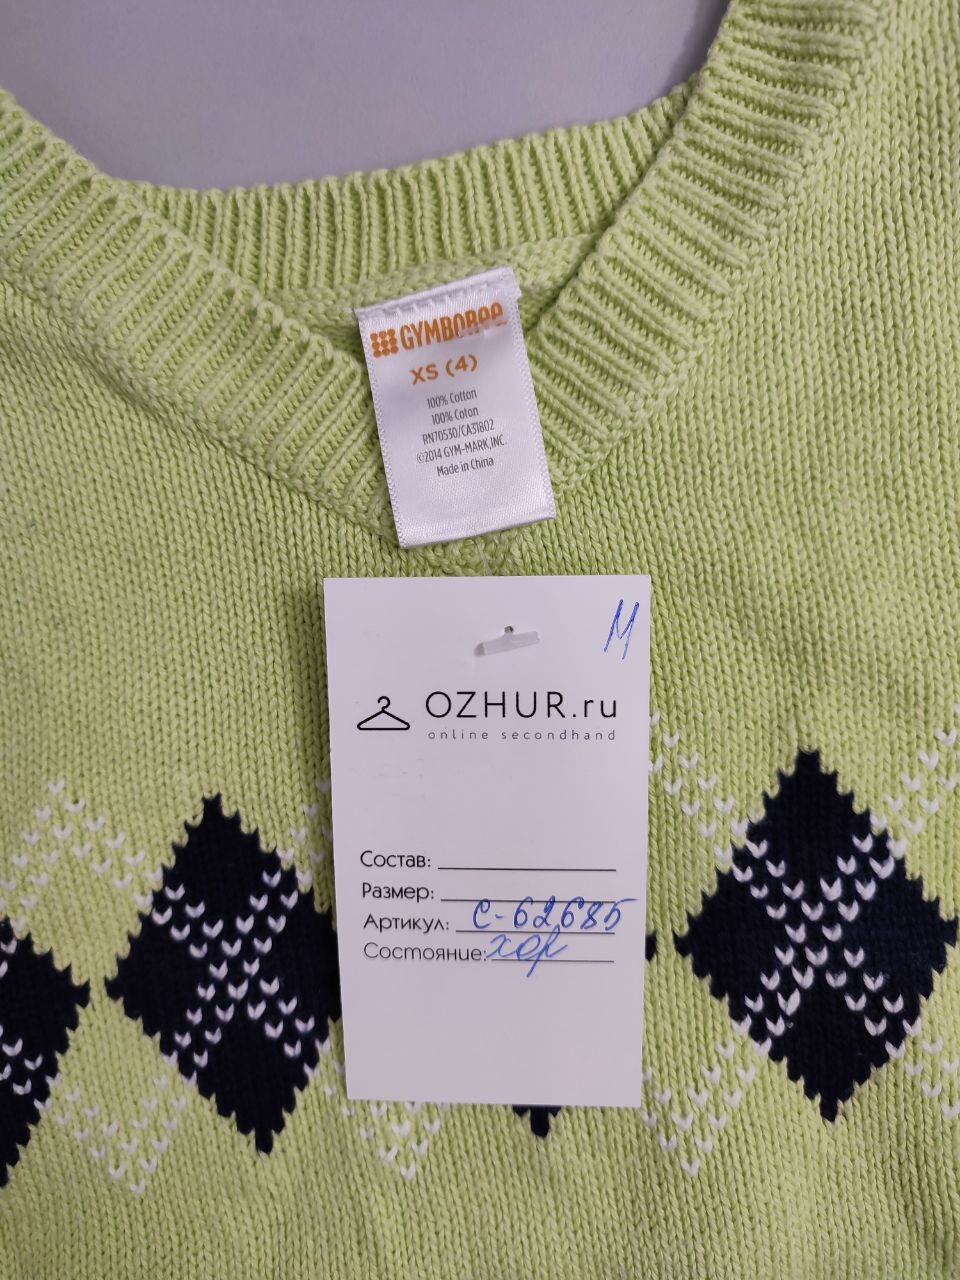 GYMBOREE
XS (4)
100% Cotton
100% Coton
RN70530/CA31802
©2014 GYM-MARK,INC.
Made in China
М
OZHUR.ru
online secondhand
Состав:
Размер:
Артикул: С-62685
Состояние: хор